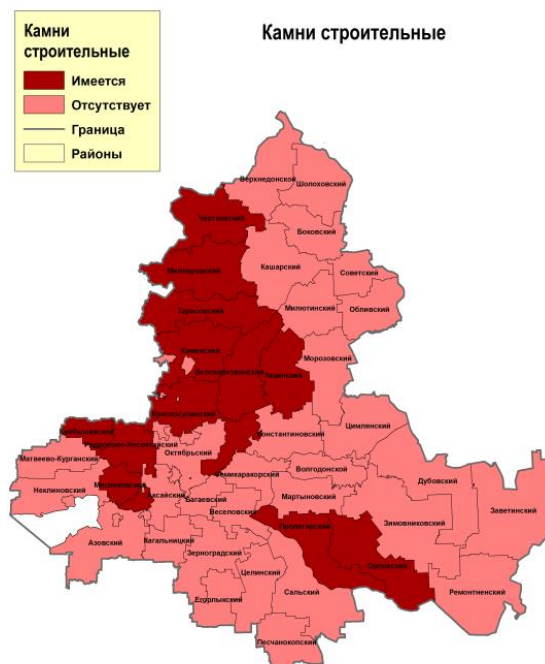 Камни
строительные
Имеется
Отсутствует
Граница
Районы
Камни строительные
Верхнедонской
Шолоховский
Чертковский
Боковский
Кашарский
Миллеровский
Советский
Обливский
Милютинский
Тарасовский
Морозовский
Каменский
Белокалитвинский
Тацинский
Красносулинский
Константиновский
Цимлянский
Куйбышевский
Родионово-Несветайский
Октябрьский
Матвеево-Курганский
Волгодонской
Дубовский
Семикаракорский
Неклиновский
Мясниковский
Аксайский
Багаевский
Мартыновский
Заветинский
Веселовский
Зимовниковский
Пролетарский
Азовский
Кагальницкий
Зерноградский
Орловский
Целинский
Сальский
Ремонтненский
Егорлыкский
Песчанокопский